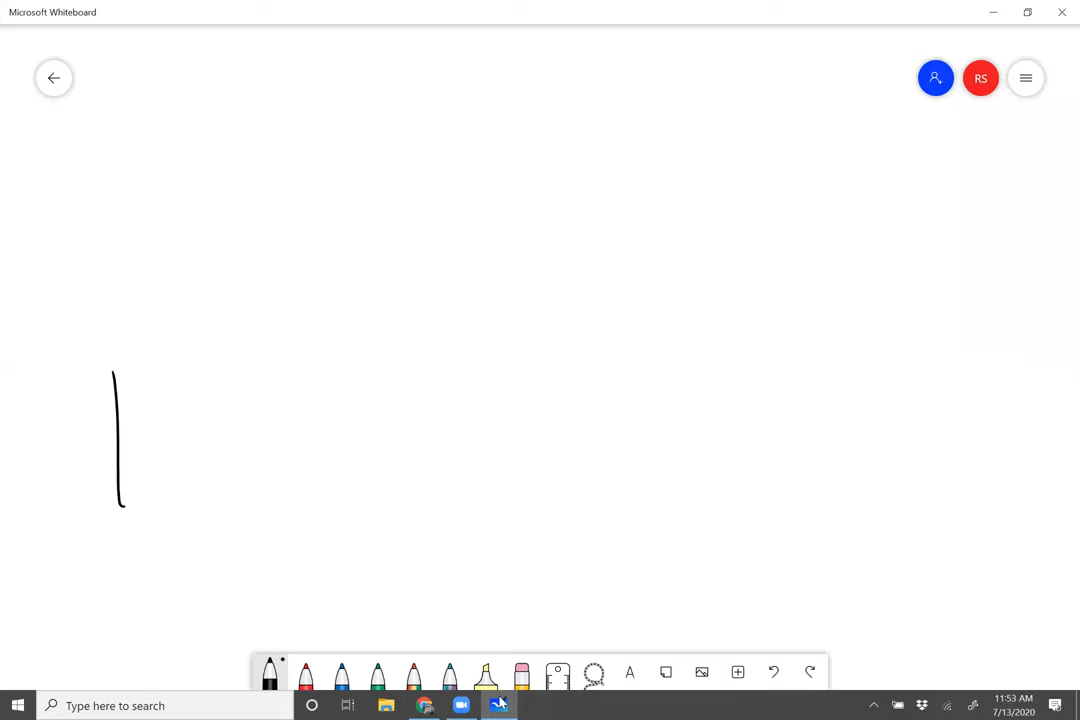 Microsoft Whiteboard
RS
A
Type here to search
11:53 AM
7/13/2020